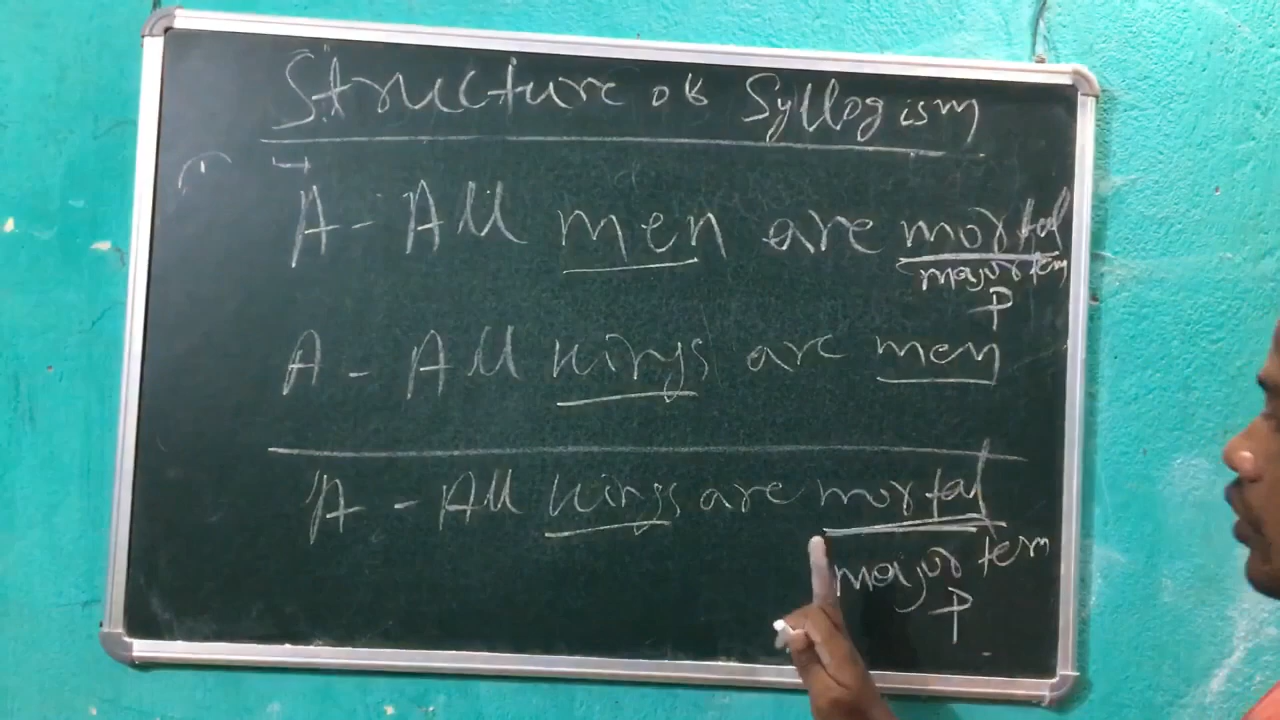 Structure of Syllogism
A - All men are mortal
major term
P
A - All kings are men
A - All kings are mortal
major term
P